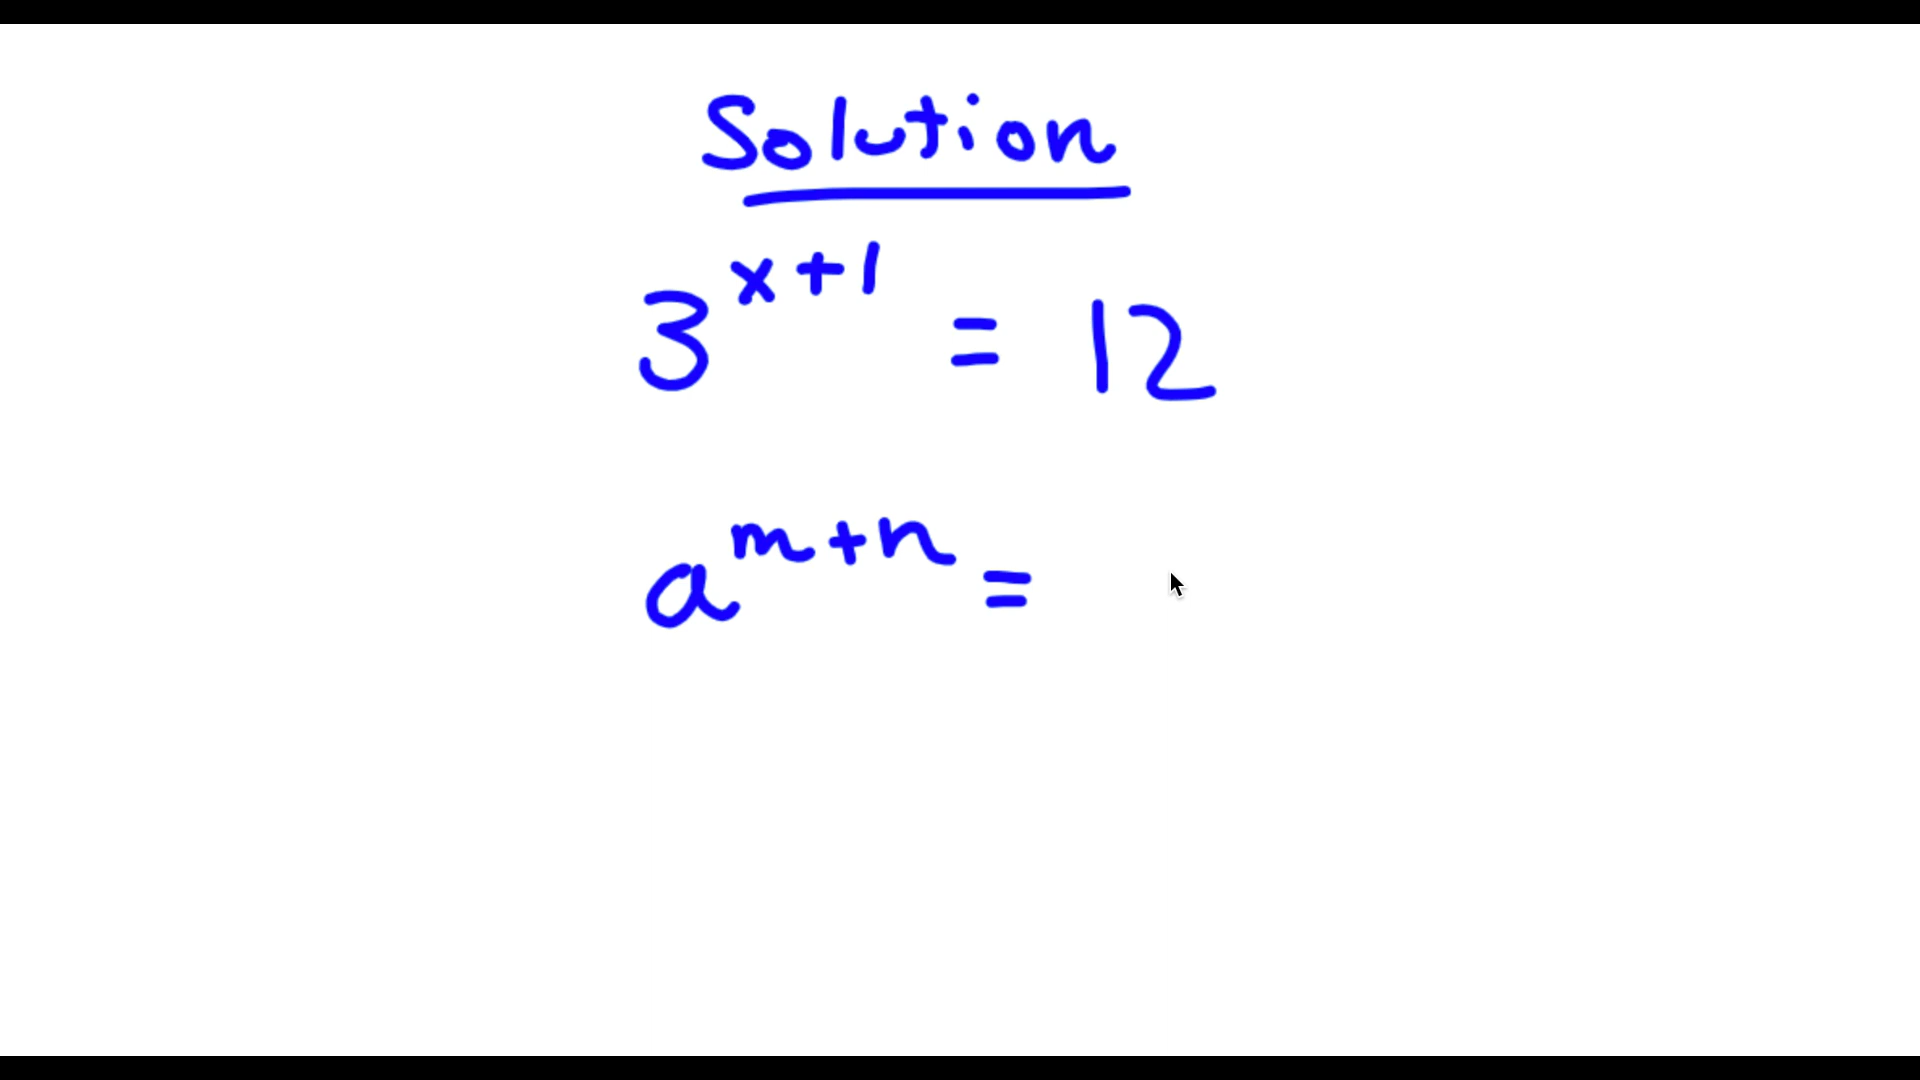 Solution
3^{x+1} = 12
a^{m+n} =